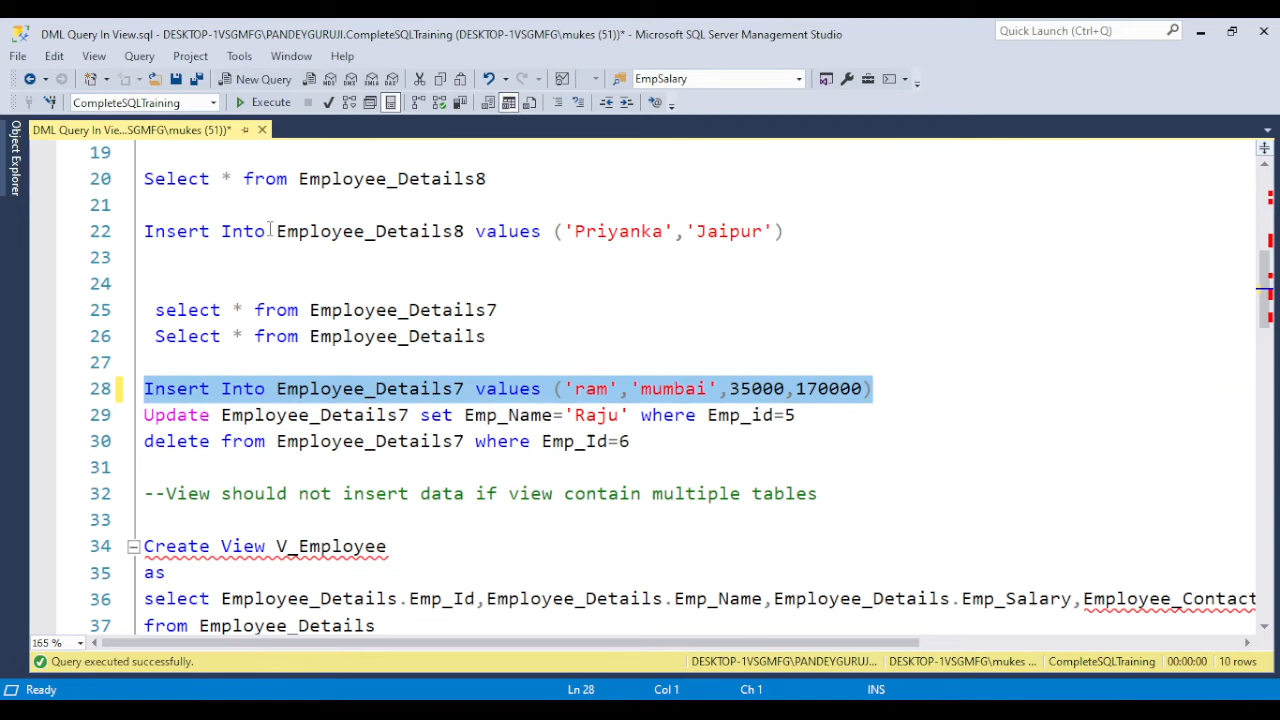 DML Query In View.sql - DESKTOP-1VSGMFG\PANDEYGURUJI.CompleteSQLTraining (DESKTOP-1VSGMFG\mukes (51))* - Microsoft SQL Server Management Studio
Quick Launch (Ctrl+Q)
File Edit View Query Project Tools Window Help
New Query
EmpSalary
CompleteSQLTraining
Execute
DML Query In Vie...SGMFG\mukes (51))*
Object Explorer
19
20 Select * from Employee_Details8
21
22 Insert Into Employee_Details8 values ('Priyanka','Jaipur')
23
24
25 select * from Employee_Details7
26 Select * from Employee_Details
27
28 Insert Into Employee_Details7 values ('ram','mumbai',35000,170000)
29 Update Employee_Details7 set Emp_Name='Raju' where Emp_id=5
30 delete from Employee_Details7 where Emp_Id=6
31
32 --View should not insert data if view contain multiple tables
33
34 Create View V_Employee
35 as
36 select Employee_Details.Emp_Id,Employee_Details.Emp_Name,Employee_Details.Emp_Salary,Employee_Contact
37 from Employee_Details
165 %
Query executed successfully.
DESKTOP-1VSGMFG\PANDEYGURUJI... DESKTOP-1VSGMFG\mukes ... CompleteSQLTraining 00:00:00 10 rows
Ready Ln 28 Col 1 Ch 1 INS